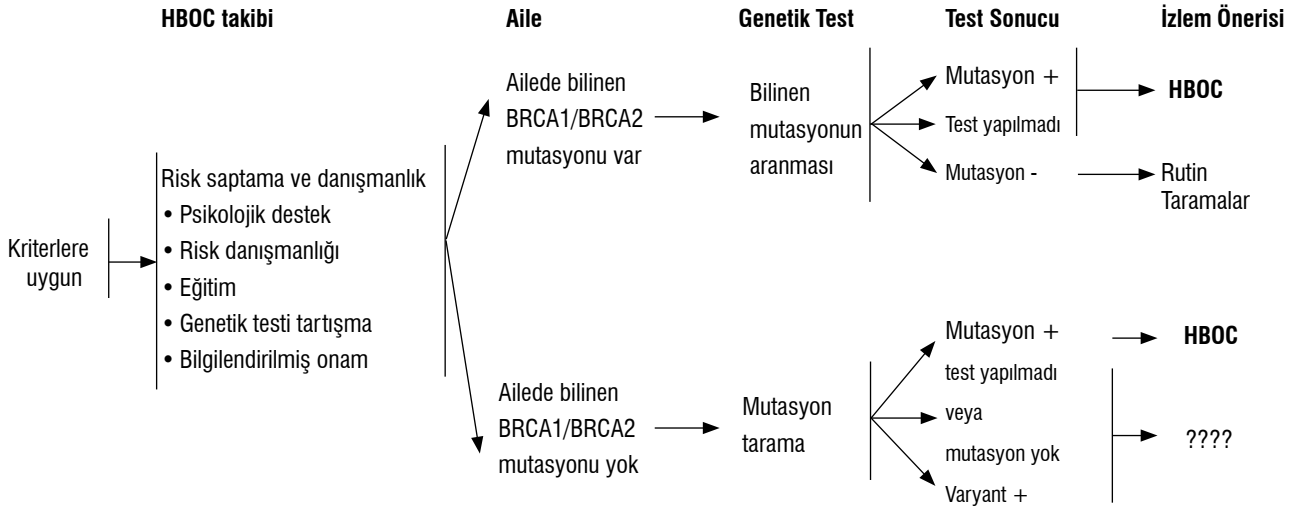 HBOC takibi
Aile
Genetik Test
Test Sonucu
İzlem Önerisi
Kriterlere
uygun
Risk saptama ve danışmanlık
• Psikolojik destek
• Risk danışmanlığı
• Eğitim
• Genetik testi tartışma
• Bilgilendirilmiş onam
Ailede bilinen
BRCA1/BRCA2
mutasyonu var
Bilinen
mutasyonun
aranması
Mutasyon +
Test yapılmadı
Mutasyon -
HBOC
Rutin
Taramalar
Ailede bilinen
BRCA1/BRCA2
mutasyonu yok
Mutasyon
tarama
Mutasyon +
test yapılmadı
veya
mutasyon yok
Varyant +
HBOC
????